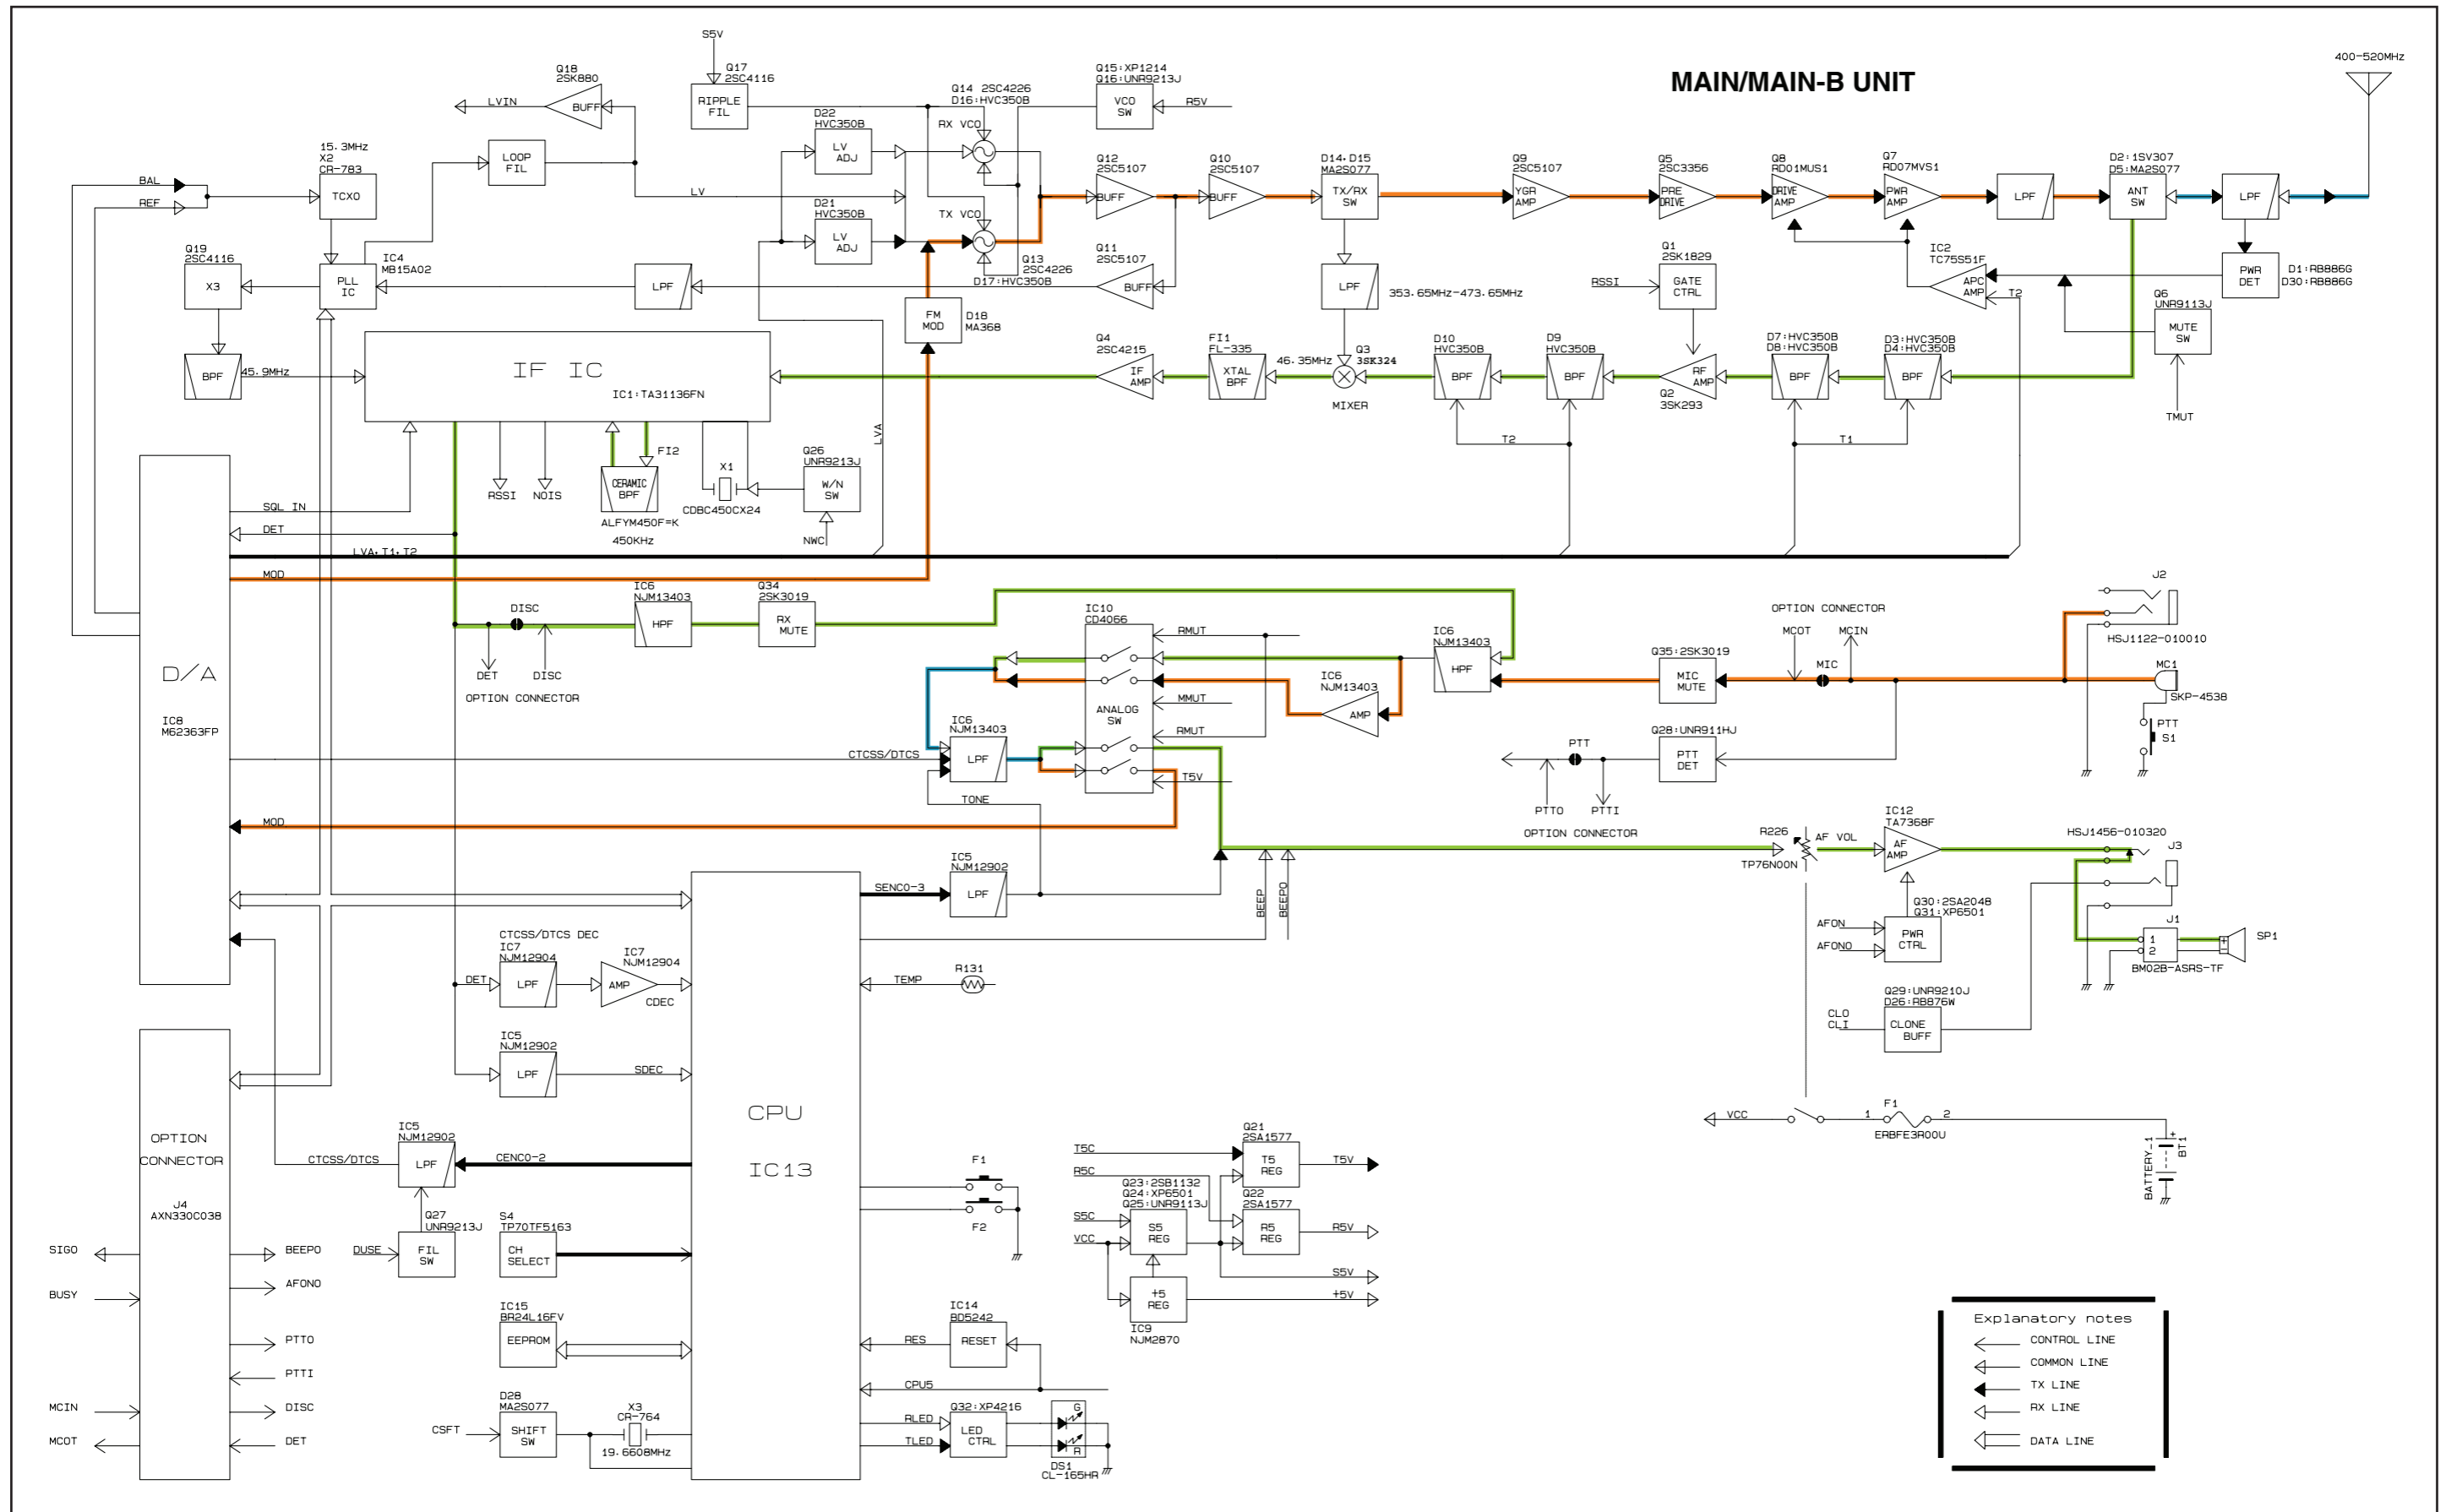 MAIN/MAIN-B UNIT
400-520MHz
S5V
Q18
2SK880
BUFF
LVIN
Q17
2SC4116
RIPPLE
FIL
Q14 2SC4226
D16:HVC350B
RX VCO
Q15:XP1214
Q16:UNR9213J
VCO
SW
R5V
D22
HVC350B
LV
ADJ
15.3MHz
X2
CR-783
TCXO
LOOP
FIL
BAL
REF
LV
TX VCO
D21
HVC350B
LV
ADJ
Q13
2SC4226
D17:HVC350B
Q12
2SC5107
BUFF
Q10
2SC5107
BUFF
D14,D15
MA2S077
TX/RX
SW
Q9
2SC5107
YGR
AMP
Q5
2SC3356
PRE
DRIVE
Q8
RD01MUS1
DRIVE
AMP
Q7
RD07MVS1
PWR
AMP
LPF
D2:1SV307
D5:MA2S077
ANT
SW
LPF
Q19
2SC4116
X3
IC4
MB15A02
PLL
IC
LPF
Q11
2SC5107
BUFF
FM
MOD
D18
MA368
LPF
353.65MHz-473.65MHz
Q1
2SK1829
RSSI
GATE
CTRL
IC2
TC75S51F
APC
AMP
T2
PWR
DET
D1:RB886G
D30:RB886G
Q6
UNR9113J
MUTE
SW
TMUT
BPF
45.9MHz
IF IC
IC1:TA31136FN
Q4
2SC4215
IF
AMP
FI1
FL-335
XTAL
BPF
46.35MHz
Q3
3SK324
MIXER
D10
HVC350B
BPF
D9
HVC350B
BPF
RF
AMP
Q2
3SK293
D7:HVC350B
D8:HVC350B
BPF
D3:HVC350B
D4:HVC350B
BPF
T2
T1
LVA
RSSI
NOIS
FI2
CERAMIC
BPF
ALFYM450F=K
450KHz
X1
CDBC450CX24
Q26
UNR9213J
W/N
SW
NWC
SQL IN
DET
LVA,T1,T2
MOD
D/A
IC8
M62363FP
DISC
DET
DISC
OPTION CONNECTOR
IC6
NJM13403
HPF
Q34
2SK3019
RX
MUTE
IC10
CD4066
ANALOG
SW
RMUT
MMUT
RMUT
T5V
IC6
NJM13403
AMP
IC6
NJM13403
HPF
Q35:2SK3019
MIC
MUTE
OPTION CONNECTOR
MCOT
MCIN
MIC
J2
HSJ1122-010010
MC1
SKP-4538
PTT
S1
IC6
NJM13403
LPF
CTCSS/DTCS
TONE
MOD
Q28:UNR911HJ
PTT
DET
PTT
PTTO
PTTI
OPTION CONNECTOR
R226
TP76N00N
AF VOL
IC12
TA7368F
AF
AMP
HSJ1456-010320
J3
Q30:2SA2048
Q31:XP6501
AFON
AFONO
PWR
CTRL
J1
1
2
BM02B-ASRS-TF
SP1
Q29:UNR9210J
D26:RB876W
CLO
CLI
CLONE
BUFF
SENC0-3
IC5
NJM12902
LPF
BEEP
BEEPO
CTCSS/DTCS DEC
IC7
NJM12904
DET
LPF
IC7
NJM12904
AMP
CDEC
IC5
NJM12902
LPF
SDEC
TEMP
R131
CPU
IC13
OPTION
CONNECTOR
J4
AXN330C038
CTCSS/DTCS
IC5
NJM12902
LPF
CENC0-2
Q27
UNR9213J
DUSE
FIL
SW
S4
TP70TF5163
CH
SELECT
F1
F2
T5C
R5C
S5C
VCC
Q21
2SA1577
T5
REG
T5V
Q23:2SB1132
Q24:XP6501
Q25:UNR9113J
S5
REG
Q22
2SA1577
R5
REG
R5V
S5V
+5
REG
+5V
IC9
NJM2870
VCC
1
F1
2
ERBFE3R00U
BATTERY_1
+
BT1
SIGO
BUSY
MCIN
MCOT
BEEPO
AFONO
PTTO
PTTI
DISC
DET
IC15
BR24L16FV
EEPROM
IC14
BD5242
RES
RESET
CPU5
D28
MA2S077
CSFT
SHIFT
SW
X3
CR-764
19.6608MHz
RLED
TLED
Q32:XP4216
LED
CTRL
G
R
DS1
CL-165HR
Explanatory notes
CONTROL LINE
COMMON LINE
TX LINE
RX LINE
DATA LINE